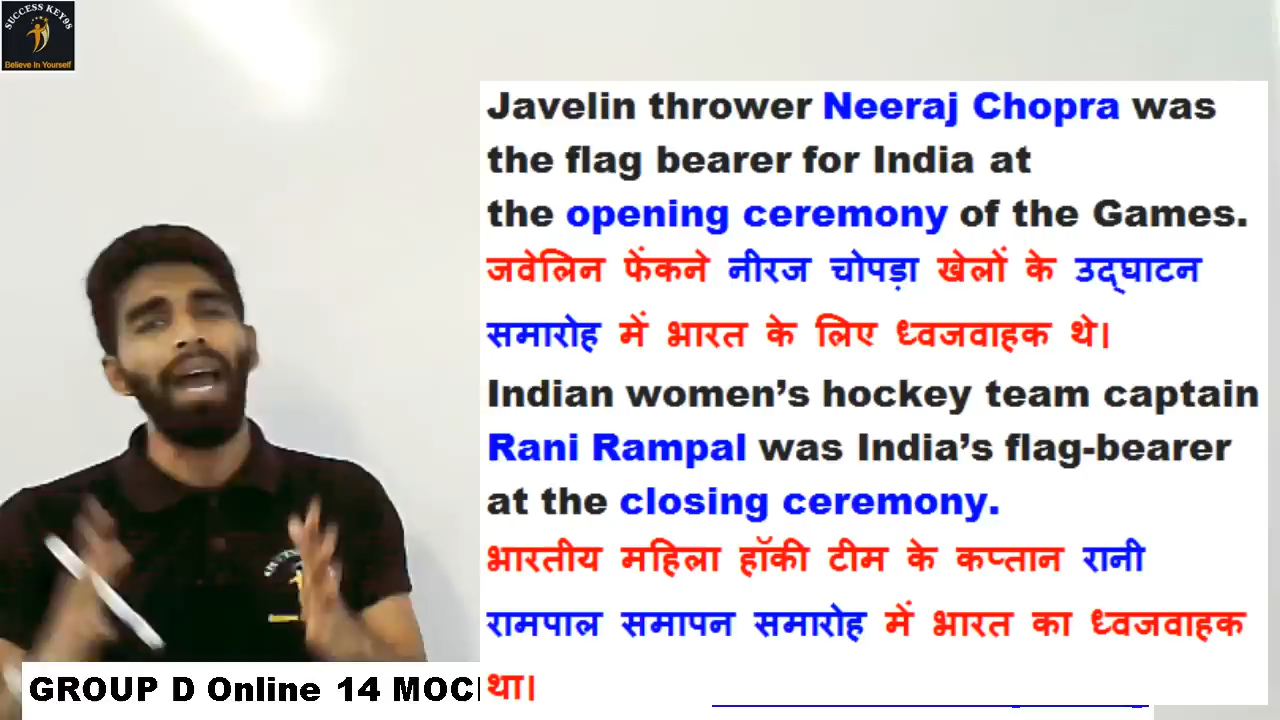 SUCCESS KEY98
Believe In Yourself
Javelin thrower Neeraj Chopra was
the flag bearer for India at
the opening ceremony of the Games.
जवेलिन फेंकने नीरज चोपड़ा खेलों के उद्घाटन
समारोह में भारत के लिए ध्वजवाहक थे।
Indian women's hockey team captain
Rani Rampal was India's flag-bearer
at the closing ceremony.
भारतीय महिला हॉकी टीम के कप्तान रानी
रामपाल समापन समारोह में भारत का ध्वजवाहक
था।
GROUP D Online 14 MOC